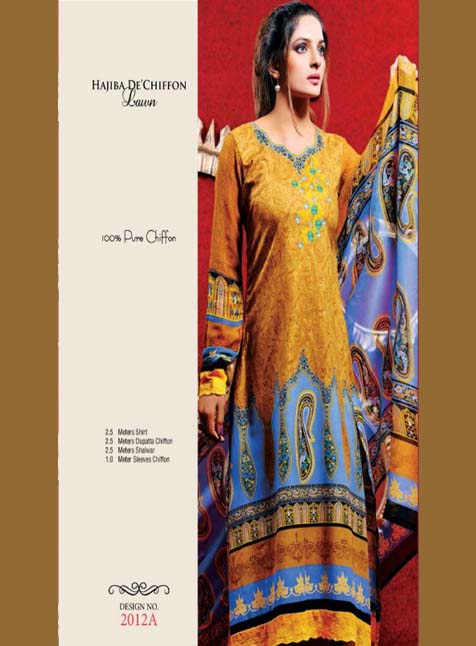 HAJIBA DE'CHIFFON
Lawn
100% Pure Chiffon
2.5 Meters Shirt
2.5 Meters Dupatta Chiffon
2.5 Meters Shalwar
1.0 Meter Sleeves Chiffon
DESIGN NO.
2012A